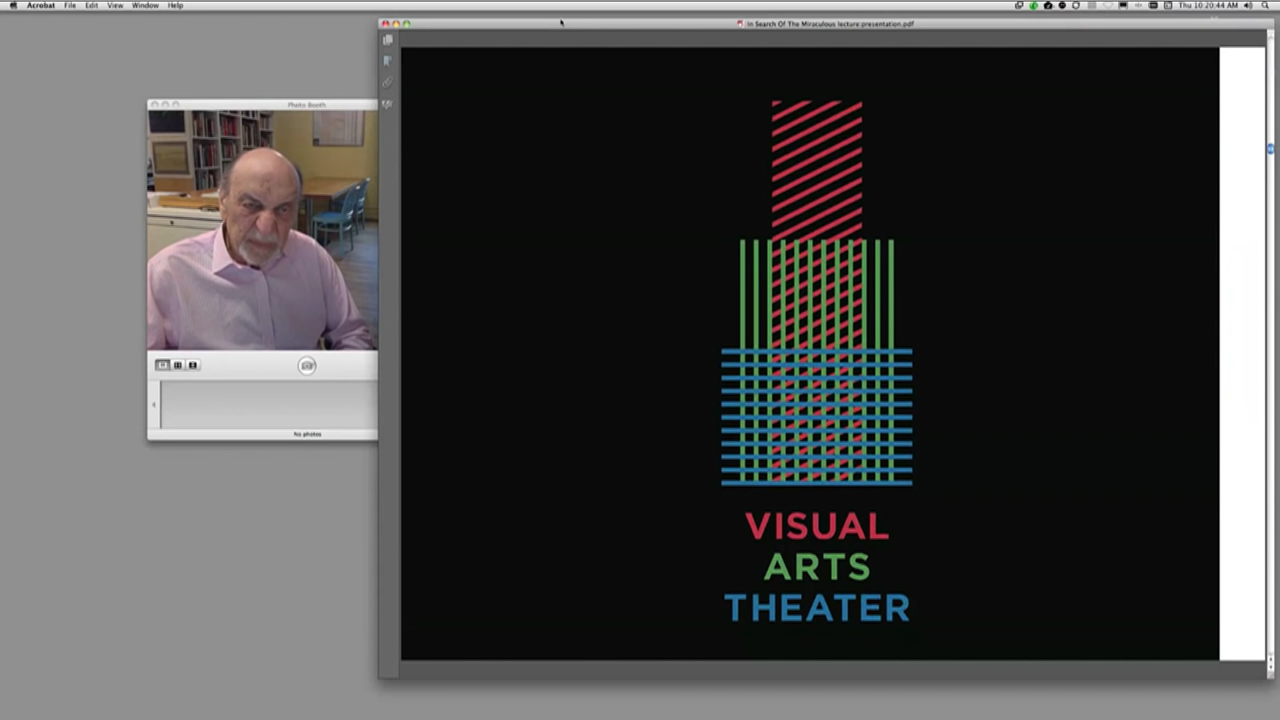 Acrobat File Edit View Window Help
Thu 10:20:44 AM
In Search Of The Miraculous lecture presentation.pdf
Photo Booth
No photos
VISUAL
ARTS
THEATER